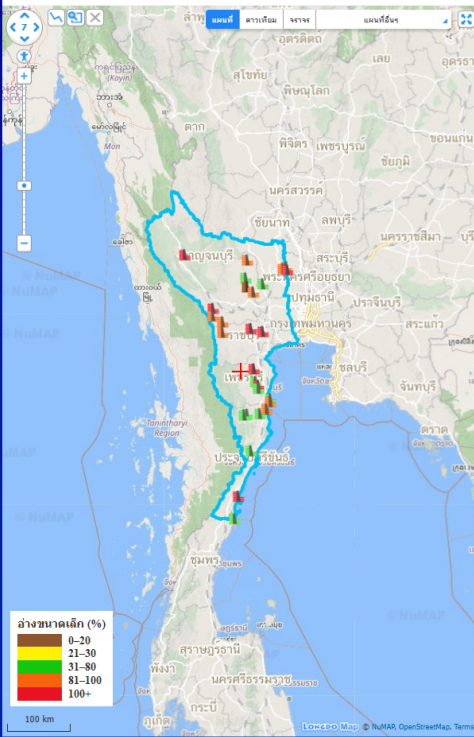 แผนที่ ดาวเทียม จราจร แผนที่อื่นๆ
7
เลย
อุตรดิตถ์
สุโขทัย
(Kayin)
พิษณุโลก
ตาก
Mon
พิจิตร เพชรบูรณ์
ขอนแก่น
ชัยภูมิ
นครสวรรค์
ชัยนาท
ลพบุรี
นครราชสีมา
บุรี
กาญจนบุรี
สระบุรี
พระนครศรีอยุธยา
ปทุมธานี
ปราจีนบุรี
กรุงเทพมหานคร
สระแก้ว
ชลบุรี
จันทบุรี
Tanintharyi
Region
ตราด
ประจวบคีรีขันธ์
© NuMAP
ชุมพร
สุราษฎร์ธานี
พังงา
นครศรีธรรมราช
กระบี่
ภูเก็ต
อ่างขนาดเล็ก (%)
0–20
21–30
31–80
81–100
100+
100 km
LONGDO Map © NuMAP, OpenStreetMap, Terms